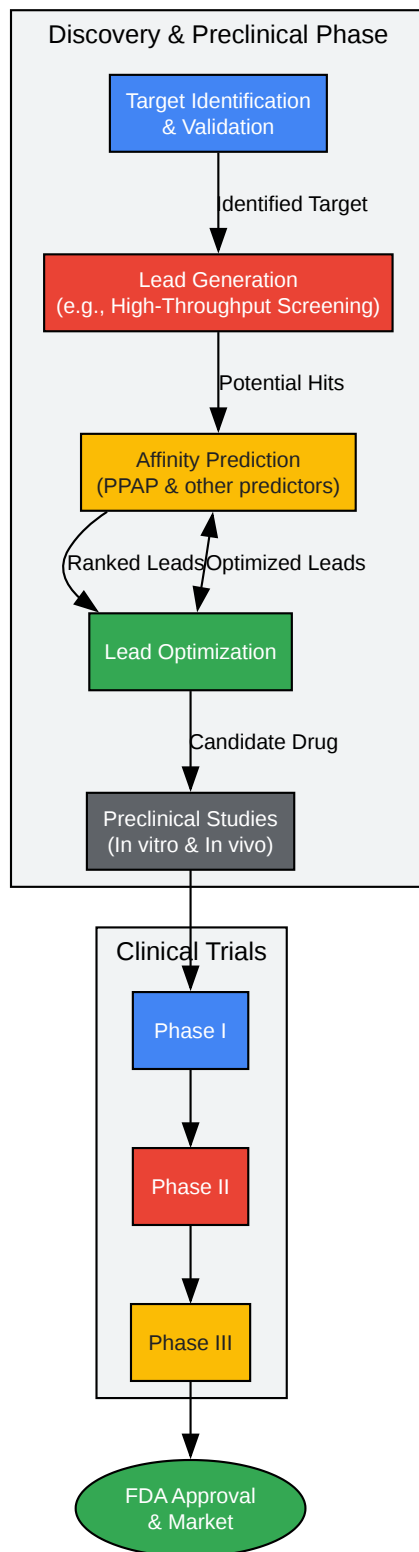 Discovery & Preclinical Phase
Target Identification
& Validation
Identified Target
Lead Generation
(e.g., High-Throughput Screening)
Potential Hits
Affinity Prediction
(PPAP & other predictors)
Ranked Leads
Optimized Leads
Lead Optimization
Candidate Drug
Preclinical Studies
(In vitro & In vivo)
Clinical Trials
Phase I
Phase II
Phase III
FDA Approval
& Market